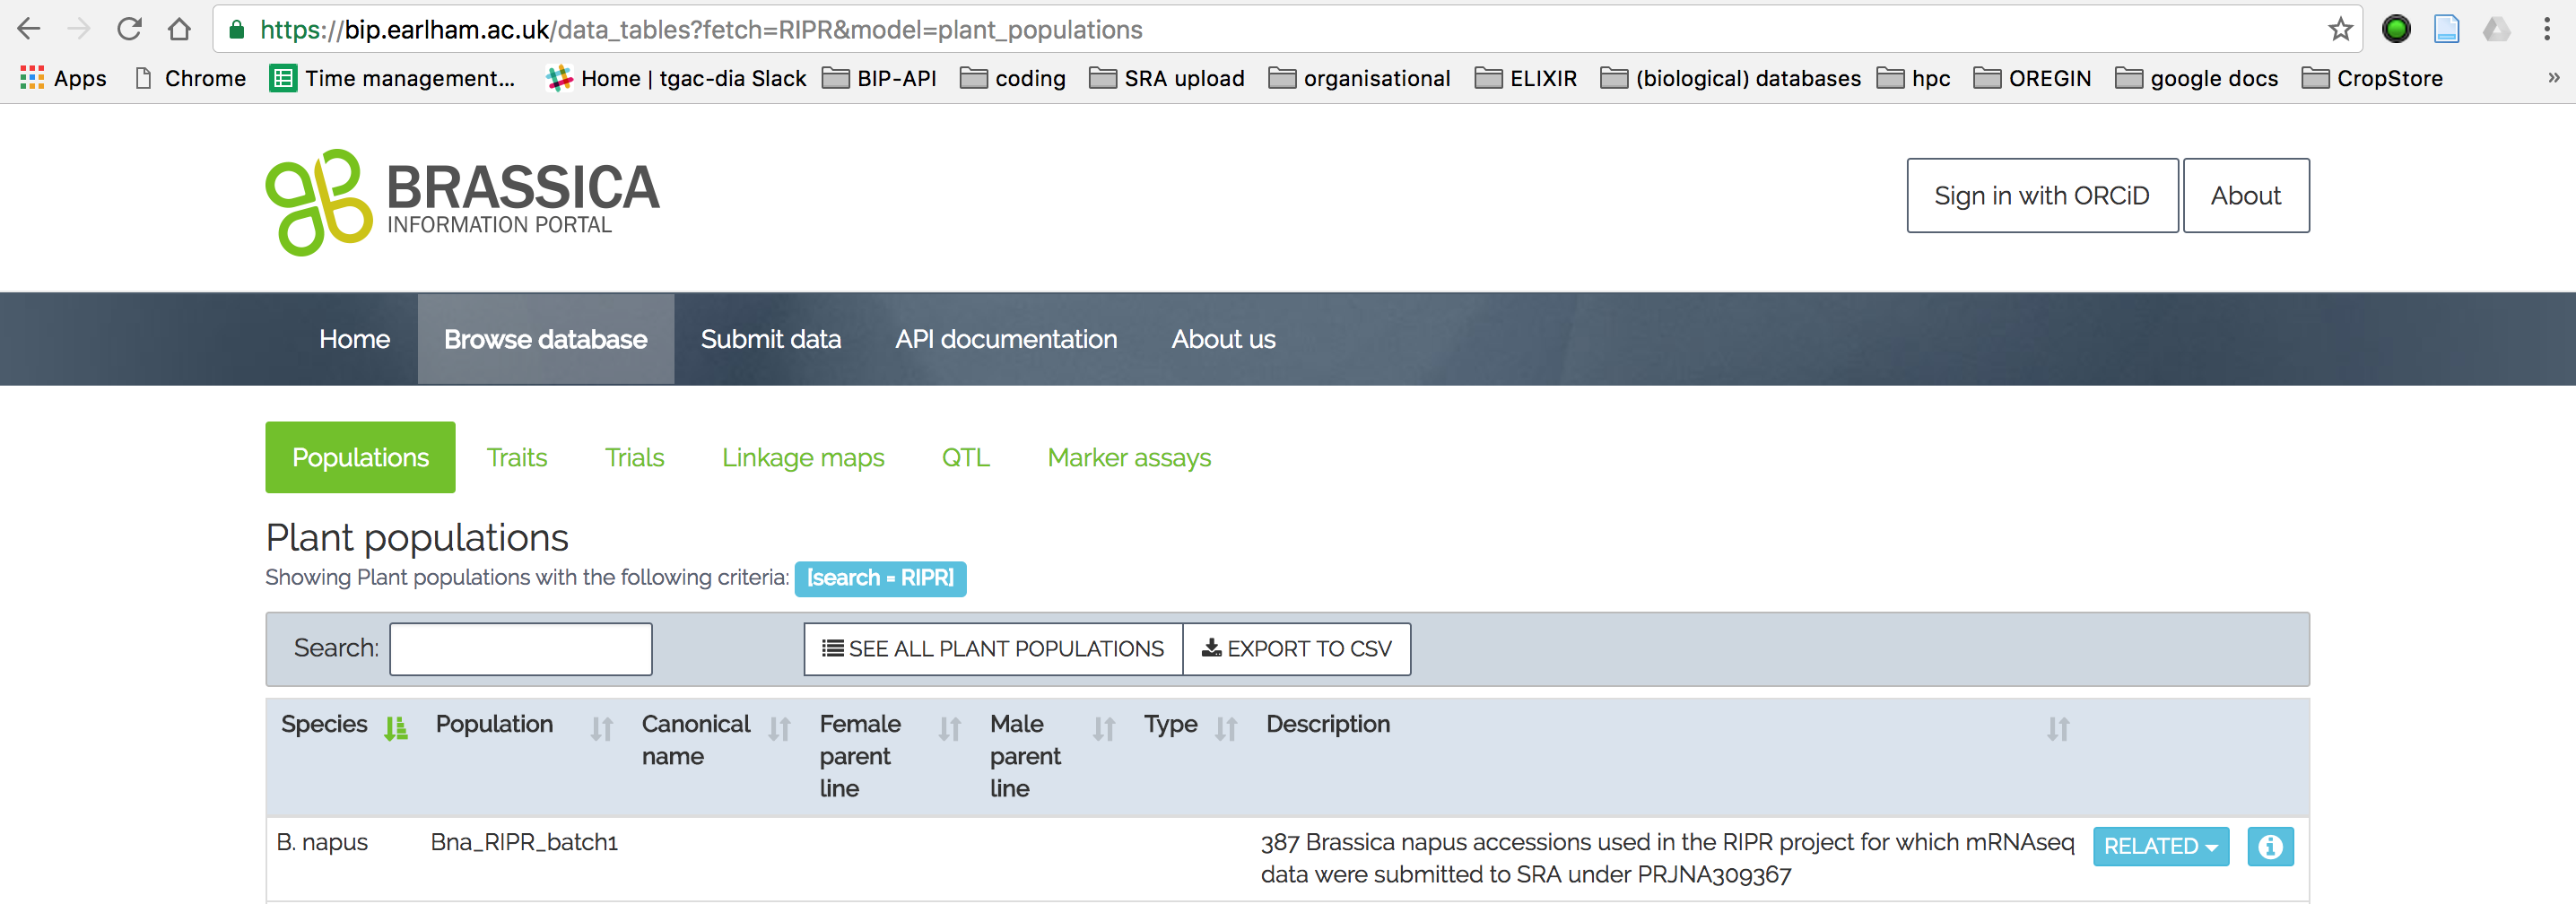 https://bip.earlham.ac.uk/data_tables?fetch=RIPR&model=plant_populations
Apps Chrome Time management... Home | tgac-dia Slack BIP-API coding SRA upload organisational ELIXIR (biological) databases hpc OREGIN google docs CropStore »
BRASSICA
INFORMATION PORTAL
Sign in with ORCiD About
Home Browse database Submit data API documentation About us
Populations Traits Trials Linkage maps QTL Marker assays
Plant populations
Showing Plant populations with the following criteria: [search = RIPR]
Search: SEE ALL PLANT POPULATIONS EXPORT TO CSV
Species Population Canonical Female Male Type Description
name parent parent
line line
B. napus Bna_RIPR_batch1 387 Brassica napus accessions used in the RIPR project for which mRNAseq RELATED
data were submitted to SRA under PRJNA309367